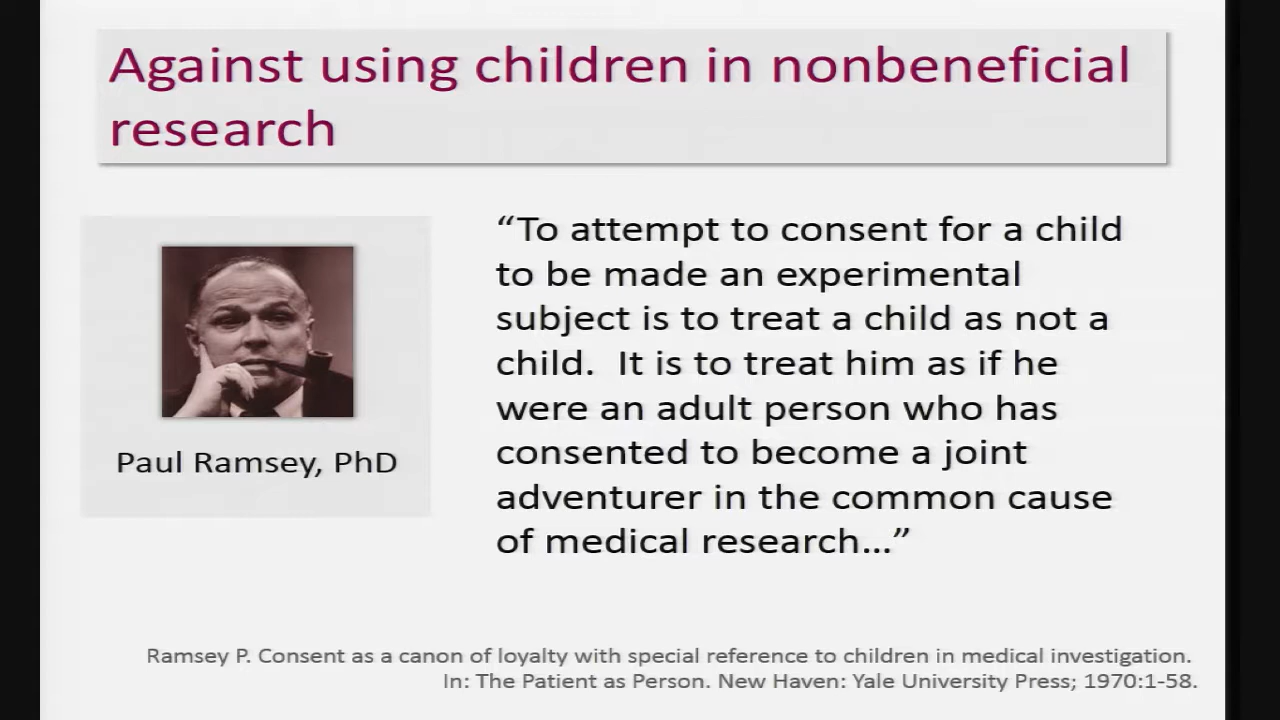 Against using children in nonbeneficial
research
Paul Ramsey, PhD
“To attempt to consent for a child
to be made an experimental
subject is to treat a child as not a
child.  It is to treat him as if he
were an adult person who has
consented to become a joint
adventurer in the common cause
of medical research…”
Ramsey P. Consent as a canon of loyalty with special reference to children in medical investigation.
In: The Patient as Person. New Haven: Yale University Press; 1970:1-58.